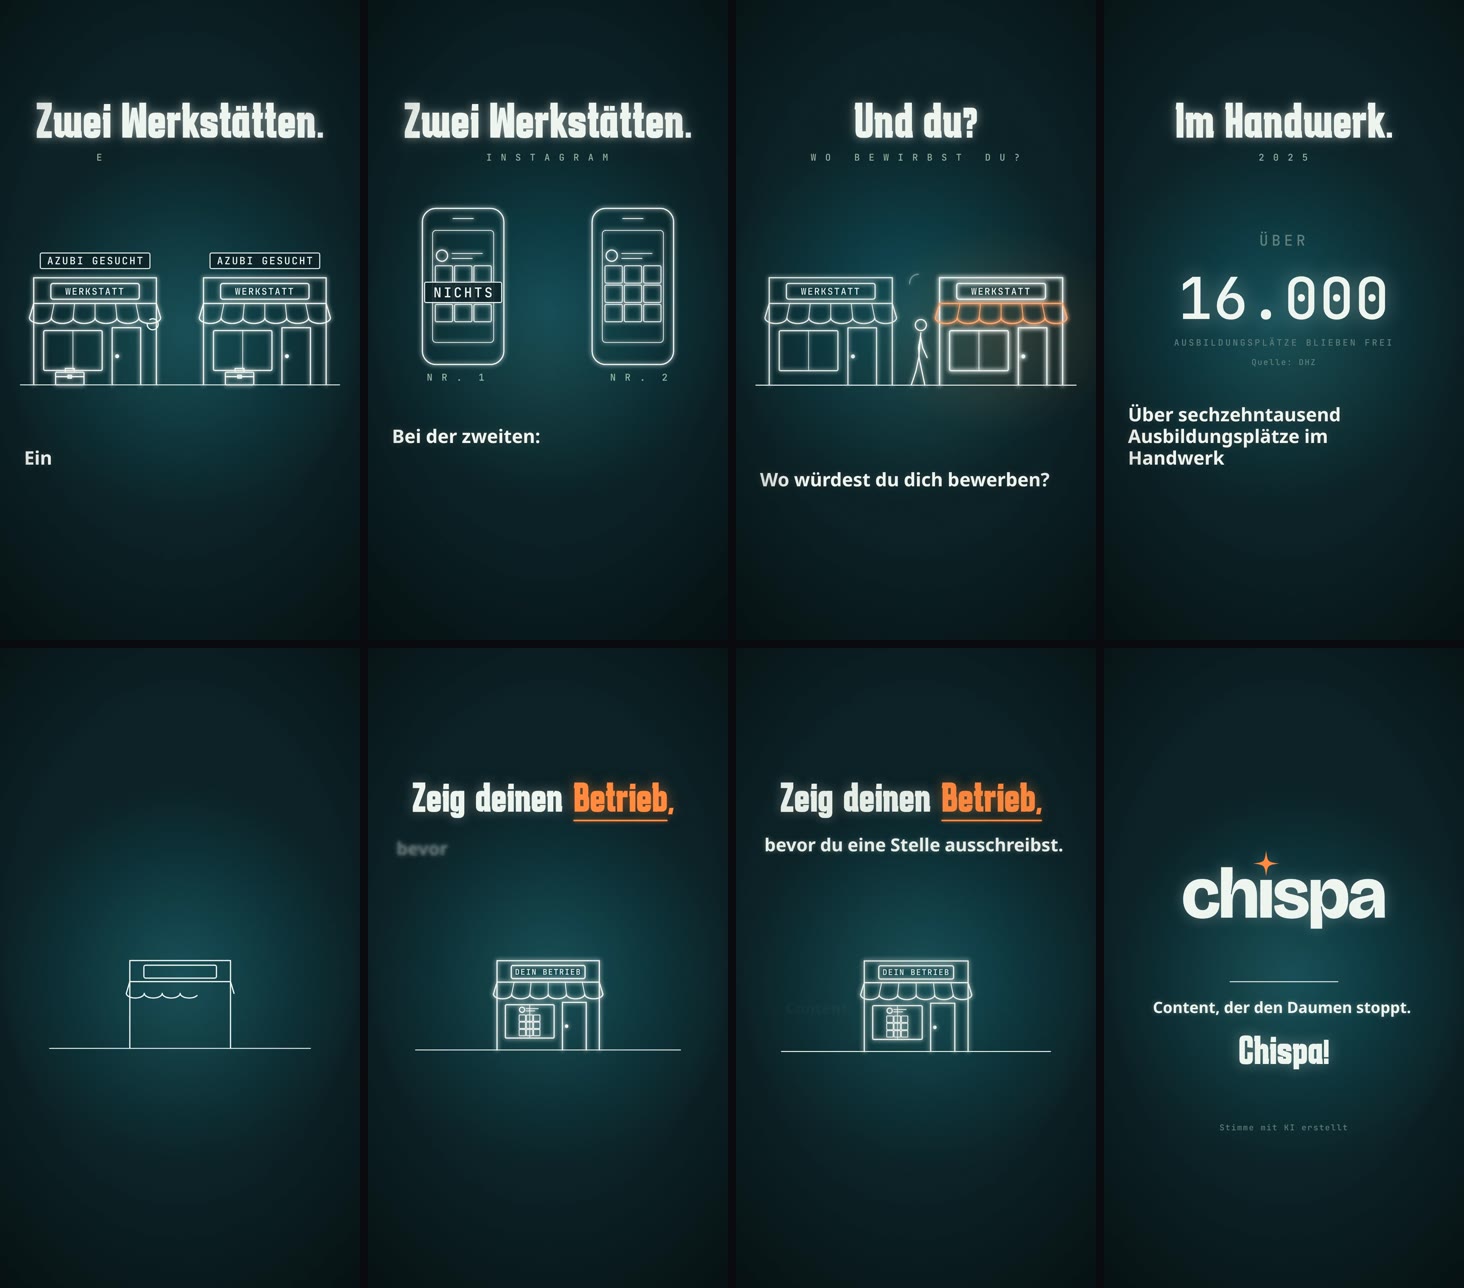 Zwei Werkstätten.
E
AZUBI GESUCHT
AZUBI GESUCHT
WERKSTATT
WERKSTATT
Ein
Zwei Werkstätten.
INSTAGRAM
NICHTS
NR. 1
NR. 2
Bei der zweiten:
Und du?
WO BEWIRBST DU?
WERKSTATT
WERKSTATT
Wo würdest du dich bewerben?
Im Handwerk.
2025
ÜBER
16.000
AUSBILDUNGSPLÄTZE BLIEBEN FREI
Quelle: DHZ
Über sechzehntausend
Ausbildungsplätze im
Handwerk
Zeig deinen Betrieb,
bevor
DEIN BETRIEB
Zeig deinen Betrieb,
bevor du eine Stelle ausschreibst.
DEIN BETRIEB
Content
chispa
Content, der den Daumen stoppt.
Chispa!
Stimme mit KI erstellt